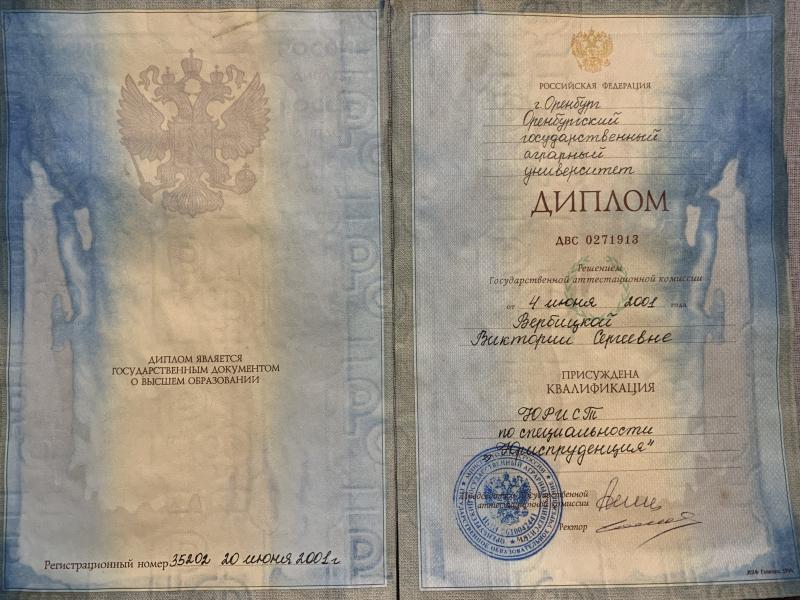 ДИПЛОМ ЯВЛЯЕТСЯ
ГОСУДАРСТВЕННЫМ ДОКУМЕНТОМ
О ВЫСШЕМ ОБРАЗОВАНИИ
Регистрационный номер 35202 20 июня 2001г
РОССИЙСКАЯ ФЕДЕРАЦИЯ
г. Оренбург
Оренбургский
государственный
аграрный
университет
ДИПЛОМ
ДВС 0271913
Решением
Государственной аттестационной комиссии
от 4 июня 2001 года
Вербицкой
Виктории Сергеевне
ПРИСУЖДЕНА
КВАЛИФИКАЦИЯ
ЮРИСТ
по специальности
"Юриспруденция"
Председатель Государственной
аттестационной комиссии
Ректор